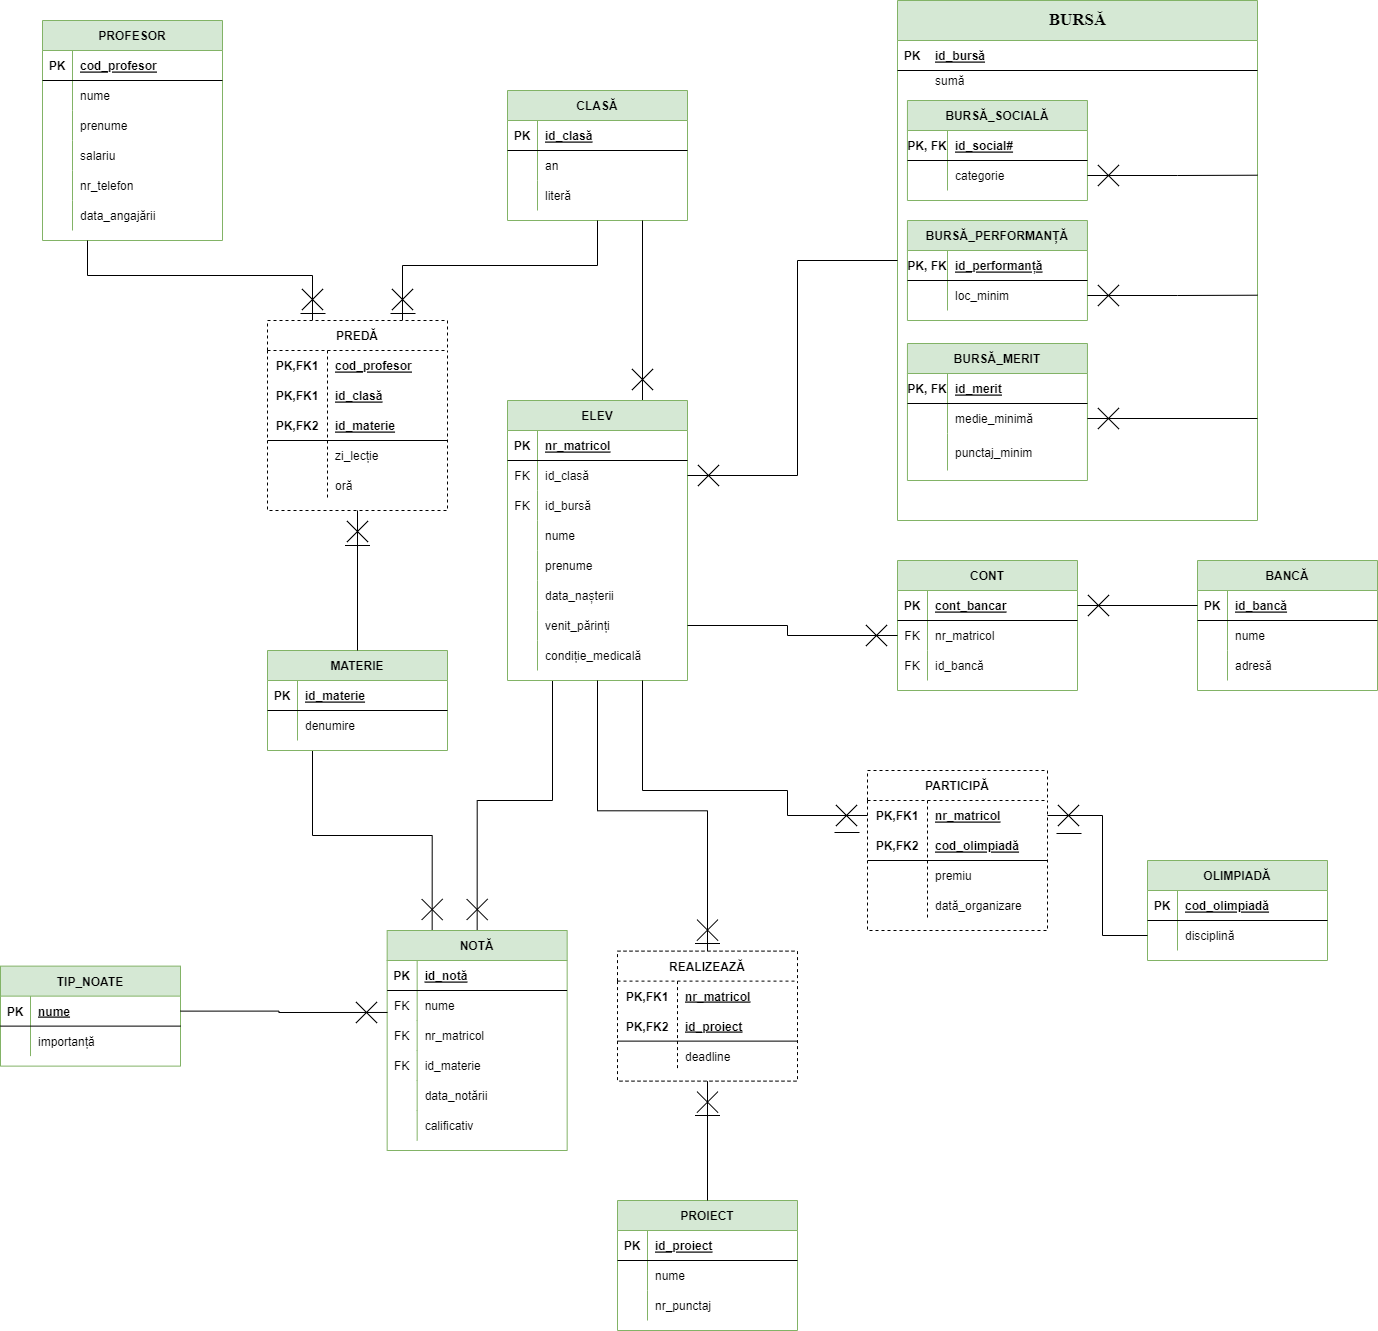 PROFESOR
PK cod_profesor
nume
prenume
salariu
nr_telefon
data_angajării
CLASĂ
PK id_clasă
an
literă
BURSĂ
PK id_bursă
sumă
BURSĂ_SOCIALĂ
PK, FK id_social#
categorie
BURSĂ_PERFORMANȚĂ
PK, FK id_performanță
loc_minim
BURSĂ_MERIT
PK, FK id_merit
medie_minimă
punctaj_minim
PREDĂ
PK,FK1 cod_profesor
PK,FK1 id_clasă
PK,FK2 id_materie
zi_lecție
oră
ELEV
PK nr_matricol
FK id_clasă
FK id_bursă
nume
prenume
data_nașterii
venit_părinți
condiție_medicală
CONT
PK cont_bancar
FK nr_matricol
FK id_bancă
BANCĂ
PK id_bancă
nume
adresă
MATERIE
PK id_materie
denumire
PARTICIPĂ
PK,FK1 nr_matricol
PK,FK2 cod_olimpiadă
premiu
dată_organizare
OLIMPIADĂ
PK cod_olimpiadă
disciplină
NOTĂ
PK id_notă
FK nume
FK nr_matricol
FK id_materie
data_notării
calificativ
TIP_NOATE
PK nume
importanță
REALIZEAZĂ
PK,FK1 nr_matricol
PK,FK2 id_proiect
deadline
PROIECT
PK id_proiect
nume
nr_punctaj